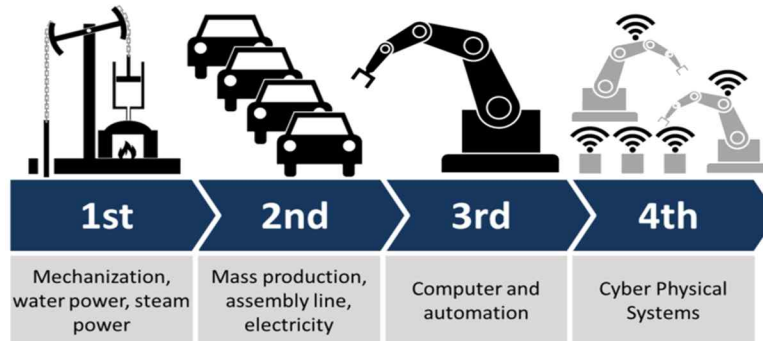 1st
2nd
3rd
4th
Mechanization,
water power, steam
power
Mass production,
assembly line,
electricity
Computer and
automation
Cyber Physical
Systems